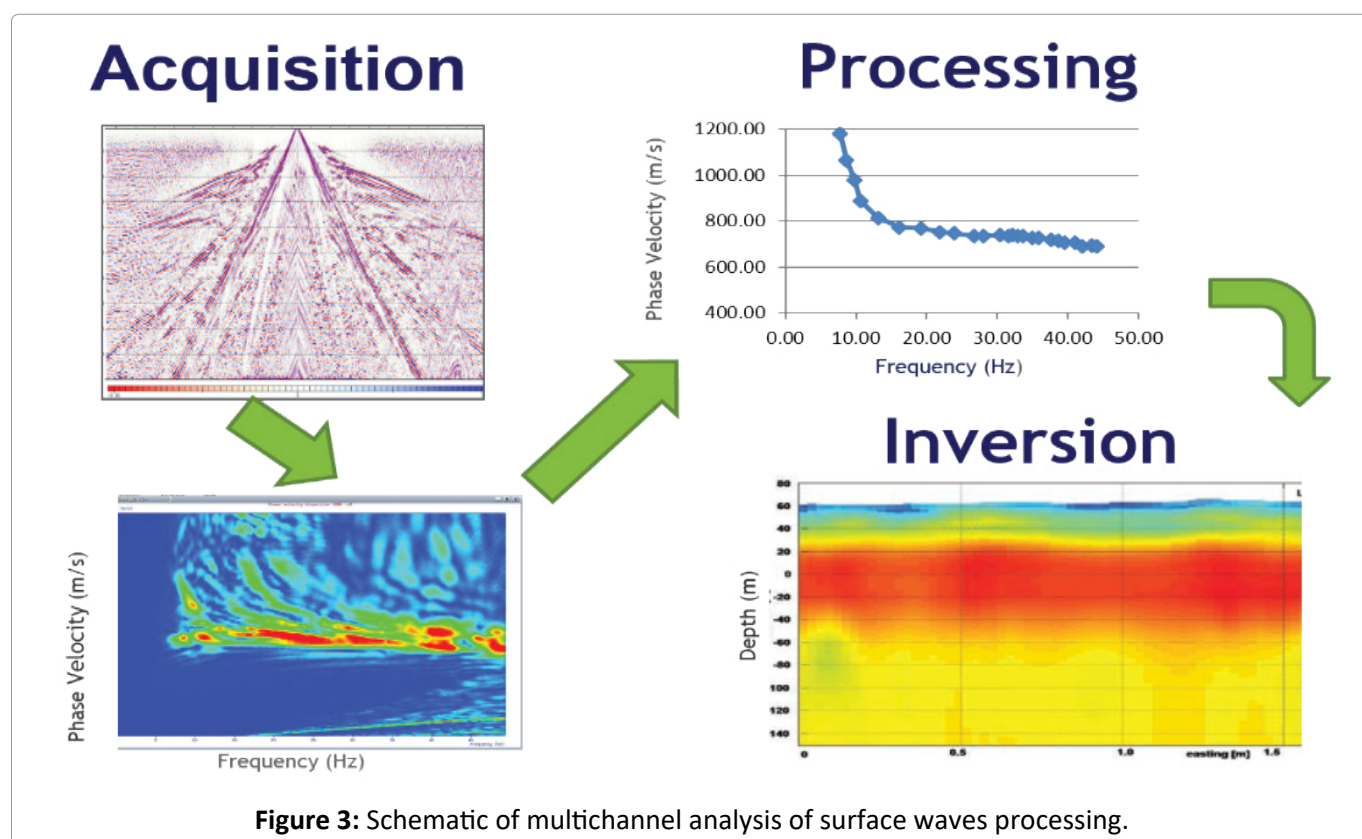 Acquisition
Processing
Phase Velocity (m/s)
1200.00
1000.00
800.00
600.00
400.00
0.00 10.00 20.00 30.00 40.00 50.00
Frequency (Hz)
Phase Velocity (m/s)
Frequency (Hz)
Inversion
Depth (m)
80
60
40
20
0
-20
-40
-60
-80
100
120
140
0 0.5 1.0 easting [m] 1.5
L
Figure 3: Schematic of multichannel analysis of surface waves processing.